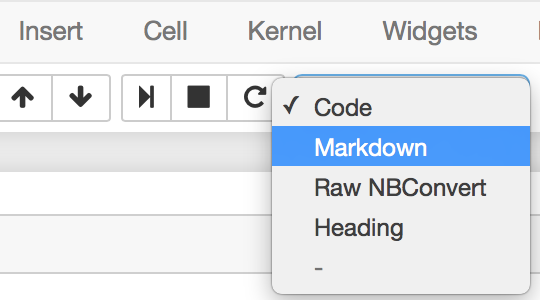 Insert Cell Kernel Widgets
✓ Code
Markdown
Raw NBConvert
Heading
-